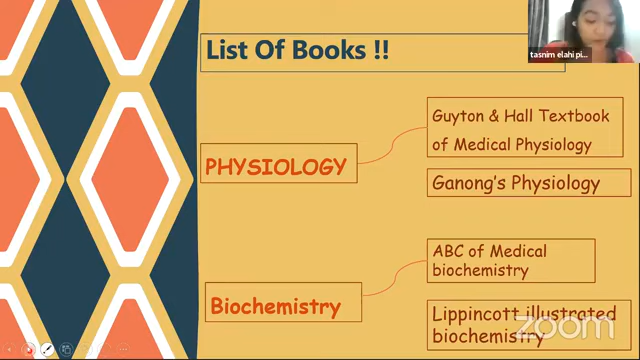 List Of Books !!
tasnim elahi pi...
PHYSIOLOGY
Guyton & Hall Textbook
of Medical Physiology
Ganong's Physiology
Biochemistry
ABC of Medical
biochemistry
Lippincott illustrated
biochemistry
zoom